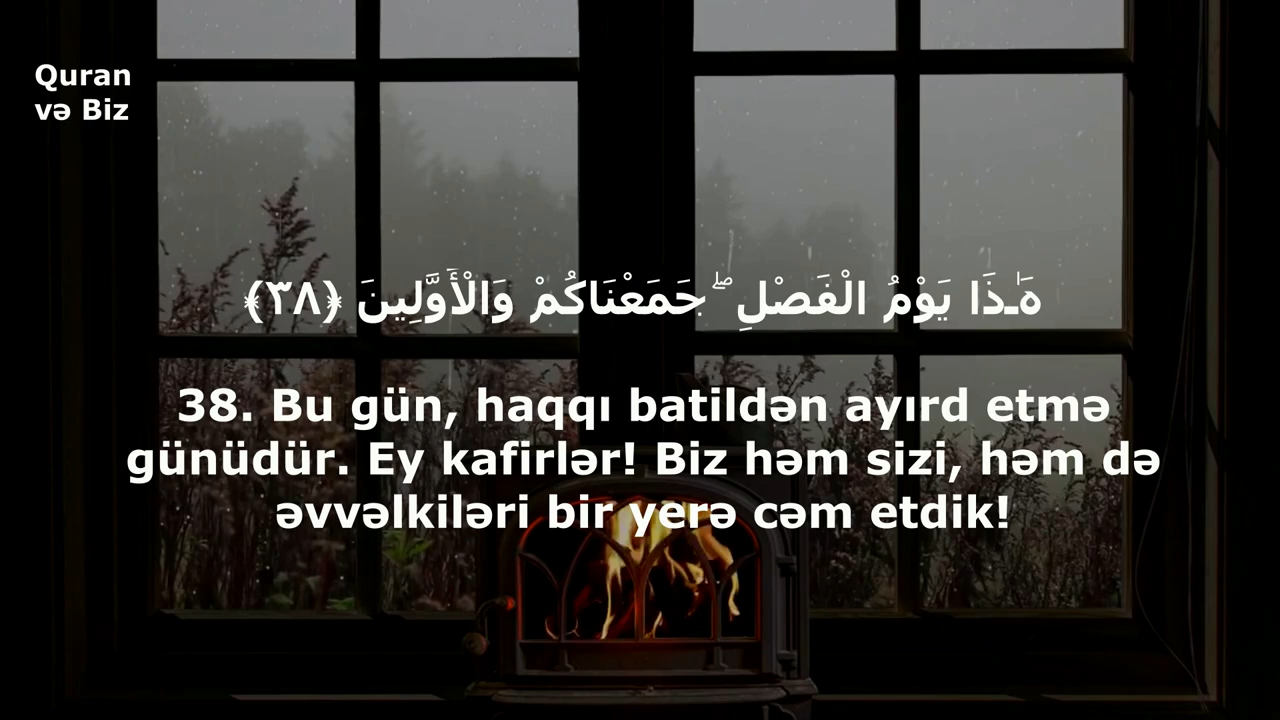 Quran
və Biz
هَـٰذَا يَوْمُ الْفَصْلِ ۖ جَمَعْنَاكُمْ وَالْأَوَّلِينَ ﴿٣٨﴾
38. Bu gün, haqqı batildən ayırd etmə
günüdür. Ey kafirlər! Biz həm sizi, həm də
əvvəlkiləri bir yerə cəm etdik!